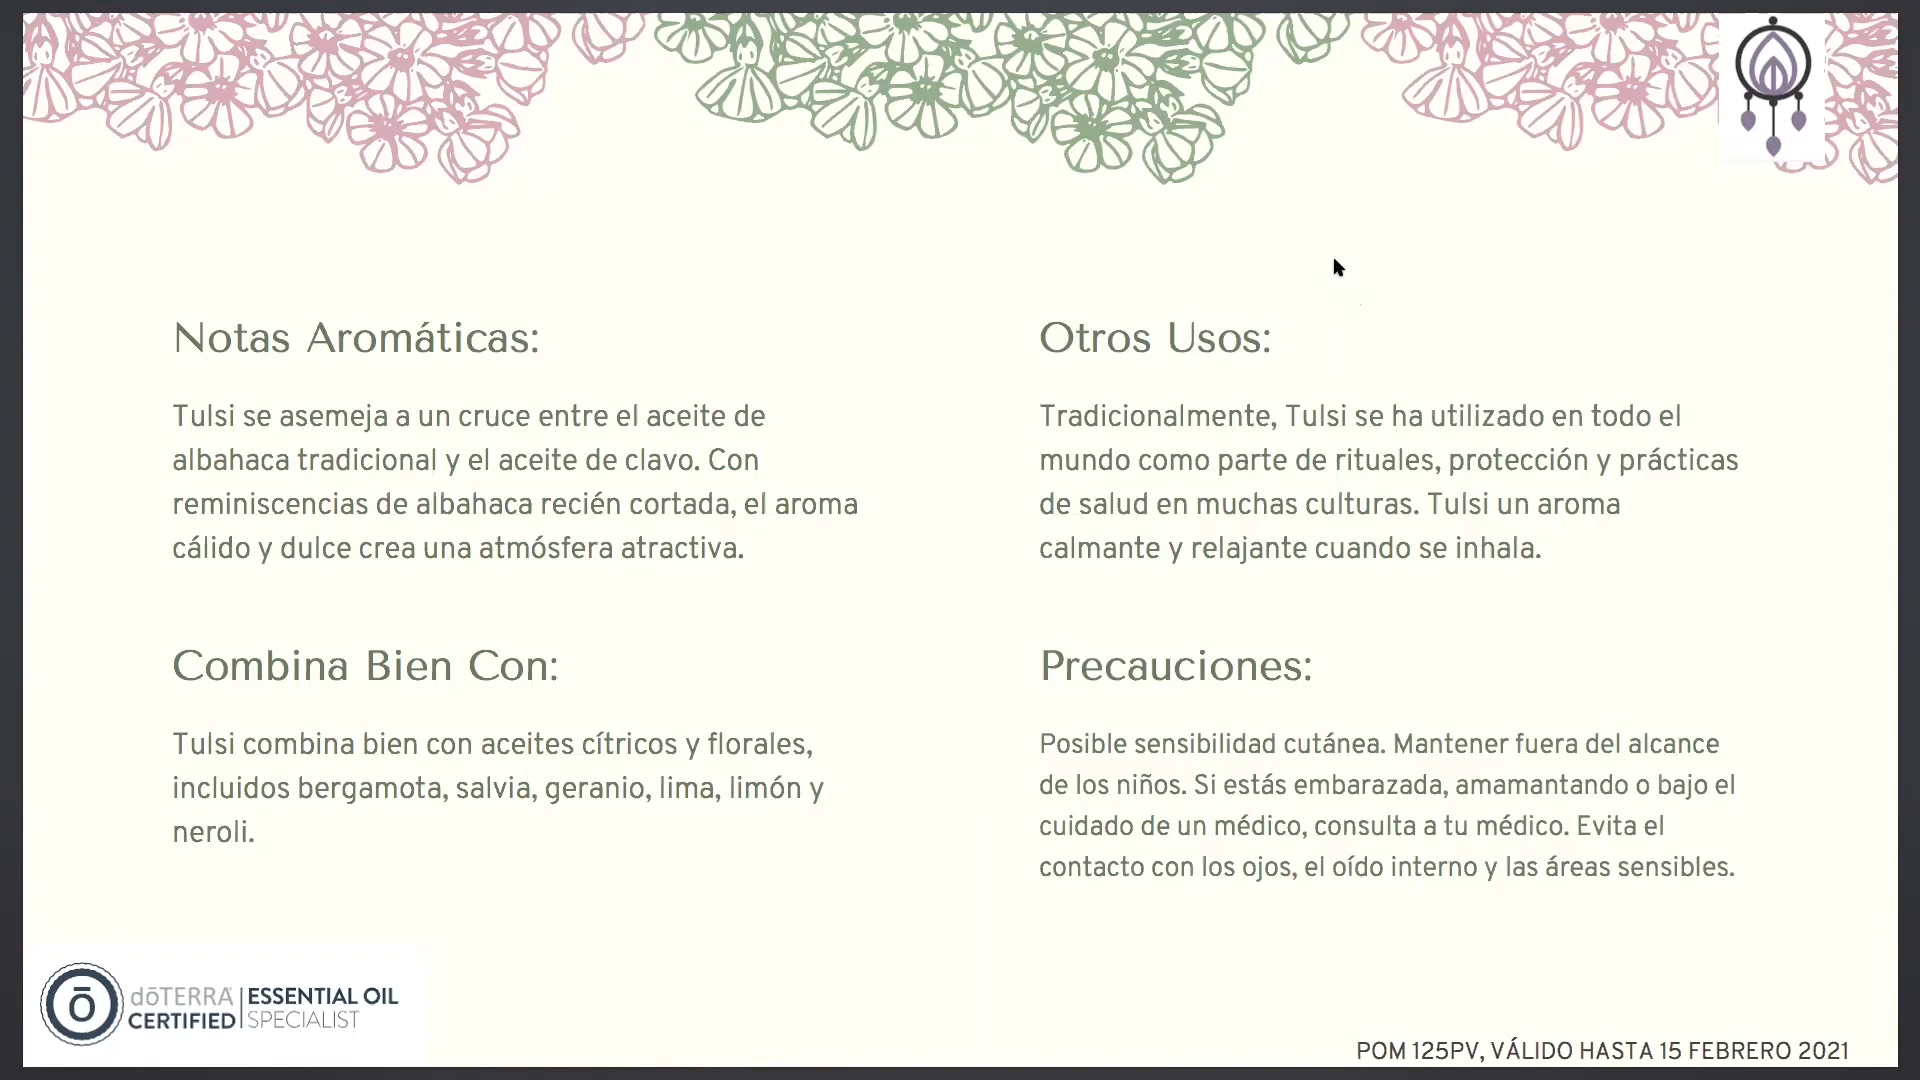 Notas Aromáticas:
Tulsi se asemeja a un cruce entre el aceite de
albahaca tradicional y el aceite de clavo. Con
reminiscencias de albahaca recién cortada, el aroma
cálido y dulce crea una atmósfera atractiva.
Combina Bien Con:
Tulsi combina bien con aceites cítricos y florales,
incluidos bergamota, salvia, geranio, lima, limón y
neroli.
Otros Usos:
Tradicionalmente, Tulsi se ha utilizado en todo el
mundo como parte de rituales, protección y prácticas
de salud en muchas culturas. Tulsi un aroma
calmante y relajante cuando se inhala.
Precauciones:
Posible sensibilidad cutánea. Mantener fuera del alcance
de los niños. Si estás embarazada, amamantando o bajo el
cuidado de un médico, consulta a tu médico. Evita el
contacto con los ojos, el oído interno y las áreas sensibles.
ō
dōTERRA
CERTIFIED
ESSENTIAL OIL
SPECIALIST
POM 125PV, VÁLIDO HASTA 15 FEBRERO 2021